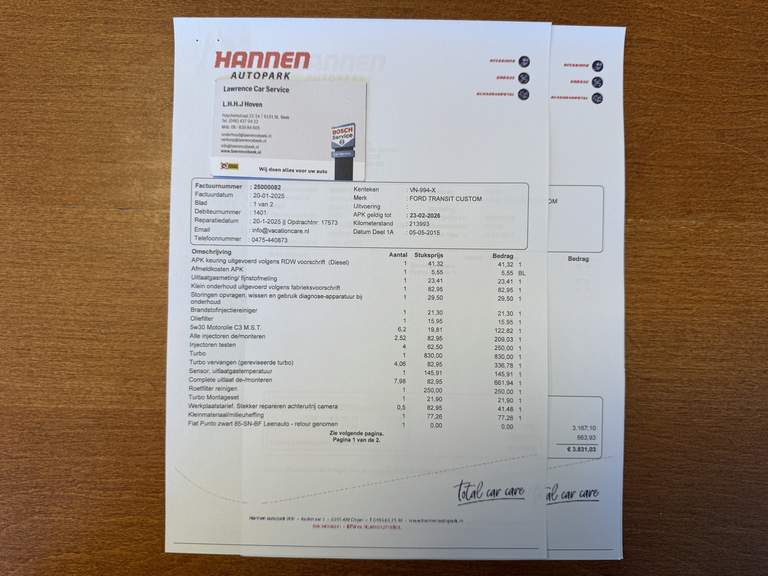 HANNEN
AUTOPARK
Lawrence Car Service
L.H.H.J Hoven
BOSCH
Service
Wij doen alles voor uw auto
Factuurnummer : 25000082
Factuurdatum : 20-01-2025
Blad : 1 van 2
Debiteurnummer : 1401
Reparatiedatum : 20-1-2025 || Opdrachtnr: 17573
Email : info@vacationcare.nl
Telefoonnummer : 0475-440873
Kenteken : VN-994-X
Merk : FORD TRANSIT CUSTOM
Uitvoering :
APK geldig tot : 23-02-2026
Kilometerstand : 213993
Datum Deel 1A : 05-05-2015
Omschrijving Aantal Stuksprijs Bedrag
APK keuring uitgevoerd volgens RDW voorschrift (Diesel) 1 41,32 41,32 1
Afmeldkosten APK 1 5,55 5,55 BL
Uitlaatgasmeting/ fijnstofmeting 1 23,41 23,41 1
Klein onderhoud uitgevoerd volgens fabrieksvoorschrift 1 82,95 82,95 1
Storingen opvragen, wissen en gebruik diagnose-apparatuur bij 1 29,50 29,50 1
onderhoud
Brandstofinjectiereiniger 1 21,30 21,30 1
Oliefilter 1 15,95 15,95 1
5w30 Motorolie C3 M.S.T. 6,2 19,81 122,82 1
Alle injectoren de/monteren 2,52 82,95 209,03 1
Injectoren testen 4 62,50 250,00 1
Turbo 1 830,00 830,00 1
Turbo vervangen (gereviseerde turbo) 4,06 82,95 336,78 1
Sensor, uitlaatgastemperatuur 1 145,91 145,91 1
Complete uitlaat de-/monteren 7,98 82,95 661,94 1
Roetfilter reinigen 1 250,00 250,00 1
Turbo Montageset 1 21,90 21,90 1
Werkplaatstarief. Stekker repareren achteruitrij camera 0,5 82,95 41,48 1
Kleinmateriaal/milieuheffing 1 77,26 77,26 1
Fiat Punto zwart 85-SN-BF Leenauto - retour genomen 1 0,00 0,00
Zie volgende pagina.
Pagina 1 van de 2.
total car care
OM
Bedrag
3.167,10
663,93
€ 3.831,03
al car care